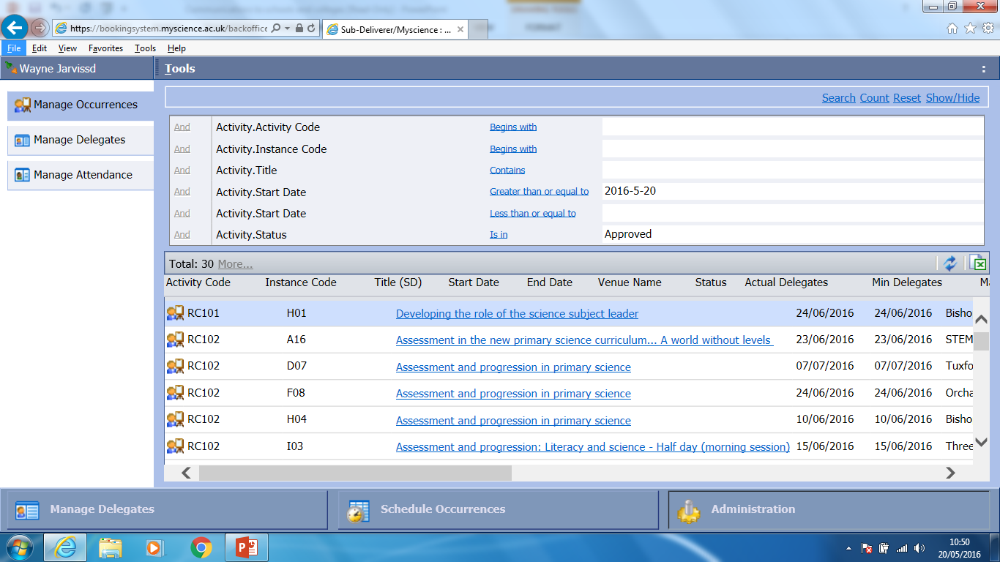 https://bookingsystem.myscience.ac.uk/backoffice
Sub-Deliverer/Myscience : ...
File Edit View Favorites Tools Help
Wayne Jarvissd
Tools :
Manage Occurrences
Manage Delegates
Manage Attendance
Search Count Reset Show/Hide
And Activity.Activity Code Begins with
And Activity.Instance Code Begins with
And Activity.Title Contains
And Activity.Start Date Greater than or equal to 2016-5-20
And Activity.Start Date Less than or equal to
And Activity.Status Is in Approved
Total: 30 More...
Activity Code Instance Code Title (SD) Start Date End Date Venue Name Status Actual Delegates Min Delegates Ma
RC101 H01 Developing the role of the science subject leader 24/06/2016 24/06/2016 Bisho
RC102 A16 Assessment in the new primary science curriculum... A world without levels 23/06/2016 23/06/2016 STEM
RC102 D07 Assessment and progression in primary science 07/07/2016 07/07/2016 Tuxfo
RC102 F08 Assessment and progression in primary science 24/06/2016 24/06/2016 Orcha
RC102 H04 Assessment and progression in primary science 10/06/2016 10/06/2016 Bisho
RC102 I03 Assessment and progression: Literacy and science - Half day (morning session) 15/06/2016 15/06/2016 Three
Manage Delegates Schedule Occurrences Administration
10:50
20/05/2016